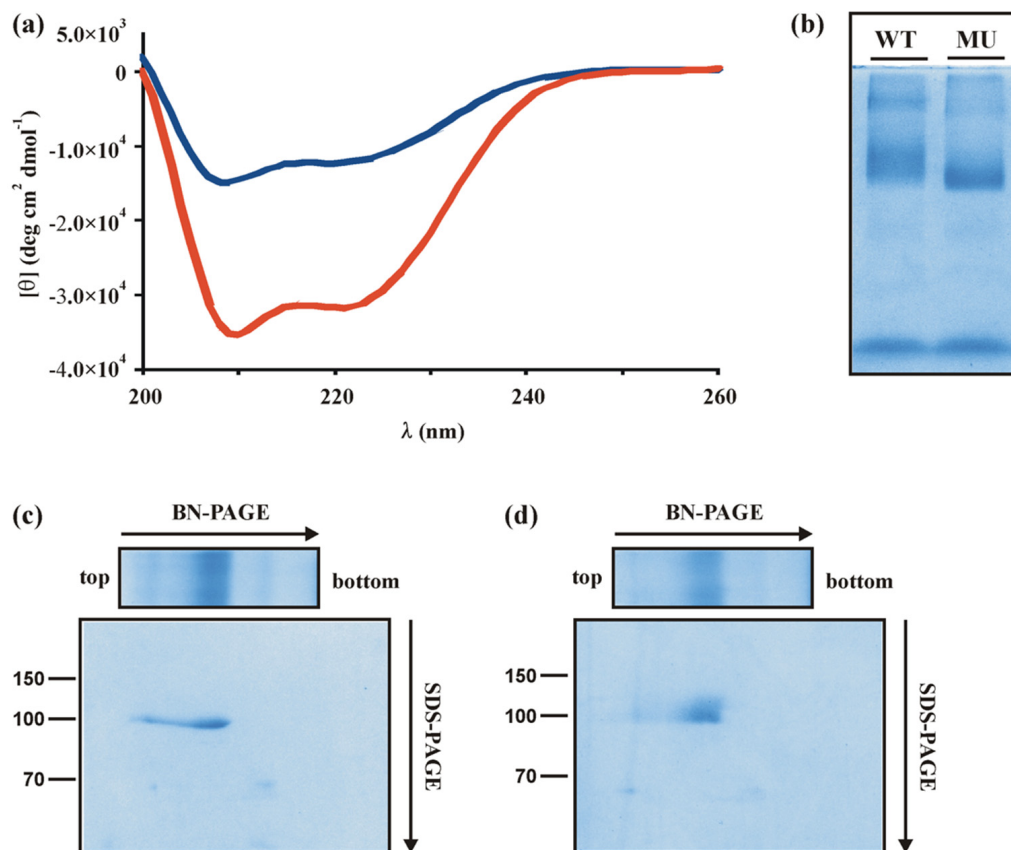 (a)
5.0×10³
0
-1.0×10⁴
-2.0×10⁴
-3.0×10⁴
-4.0×10⁴
[θ] (deg cm² dmol⁻¹)
200
220
240
260
λ (nm)
(b)
WT MU
(c)
BN-PAGE
top
bottom
150
100
70
SDS-PAGE
(d)
BN-PAGE
top
bottom
150
100
70
SDS-PAGE